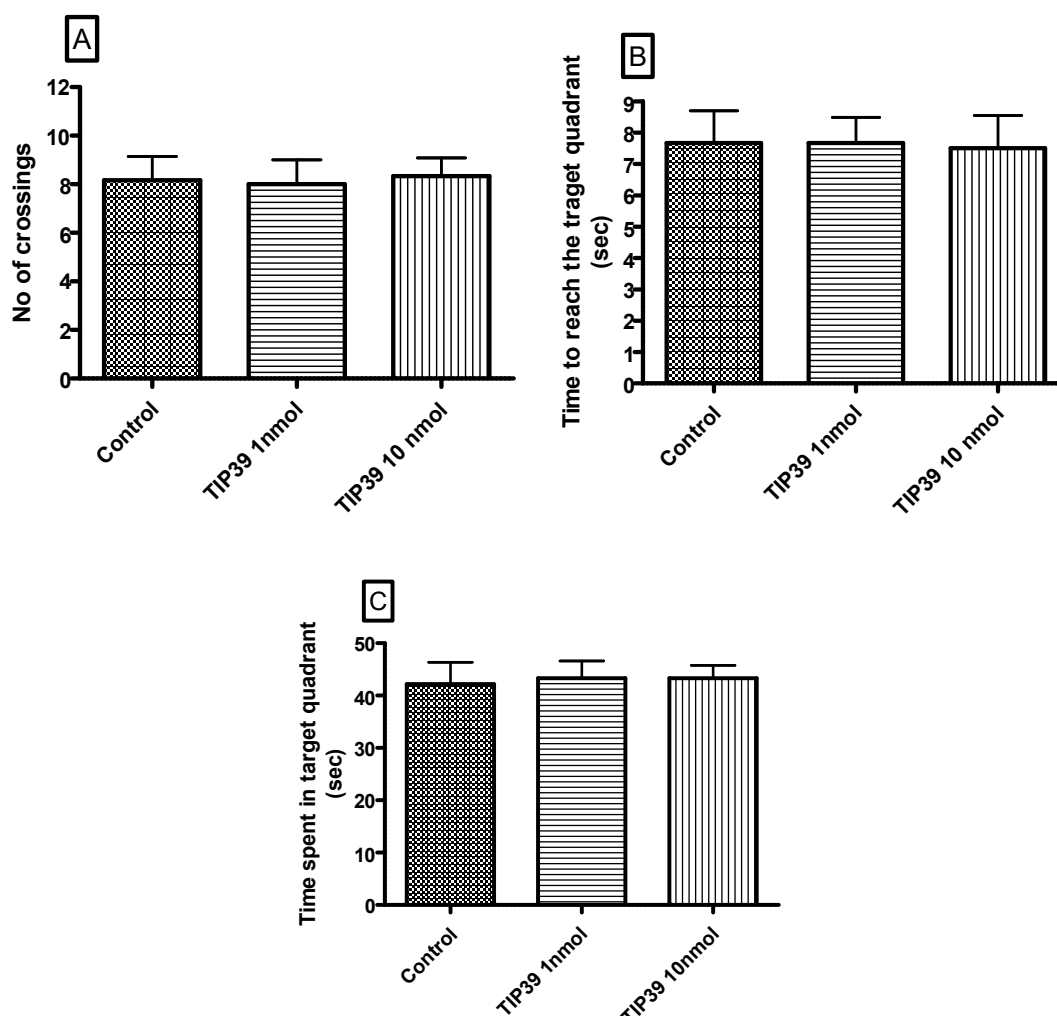 A
No of crossings
12
10
8
6
4
2
0
Control
TIP39 1nmol
TIP39 10 nmol
B
Time to reach the traget quadrant
(sec)
9
8
7
6
5
4
3
2
1
0
Control
TIP39 1nmol
TIP39 10 nmol
C
Time spent in target quadrant
(sec)
50
40
30
20
10
0
Control
TIP39 1nmol
TIP39 10nmol